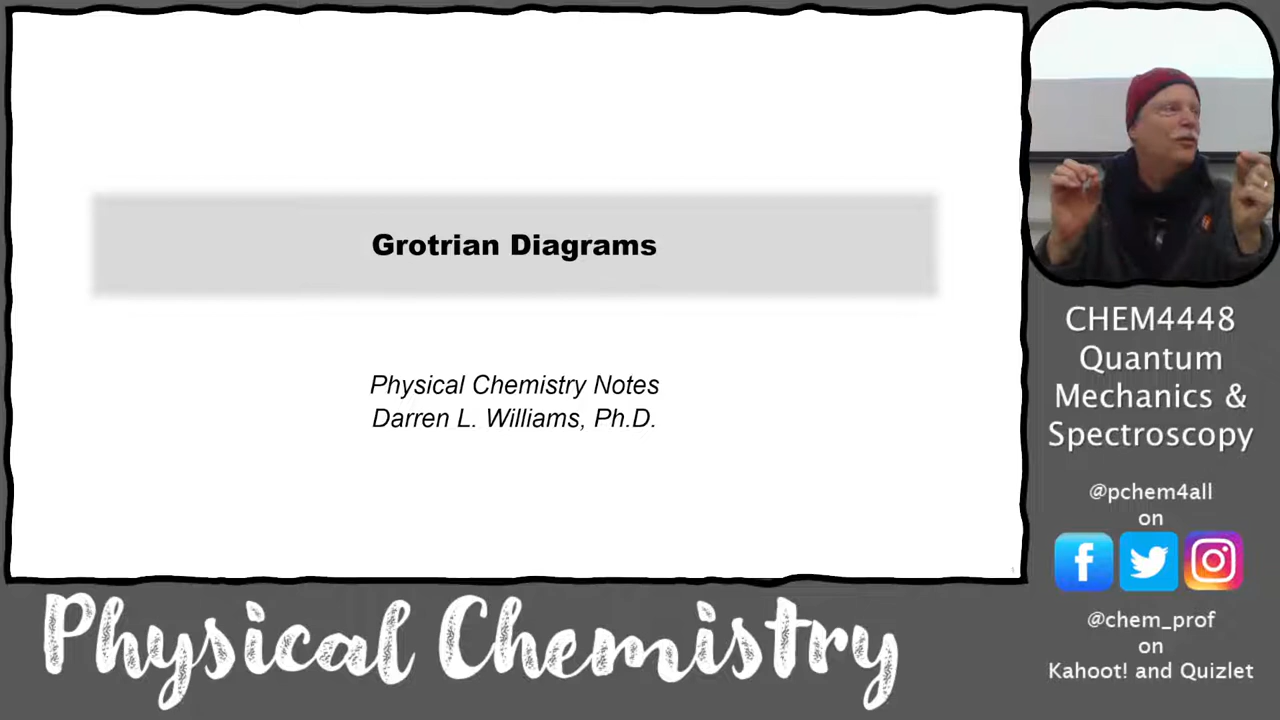 Grotrian Diagrams
Physical Chemistry Notes
Darren L. Williams, Ph.D.
CHEM4448
Quantum
Mechanics &
Spectroscopy
@pchem4all
on
@chem_prof
on
Kahoot! and Quizlet
Physical Chemistry